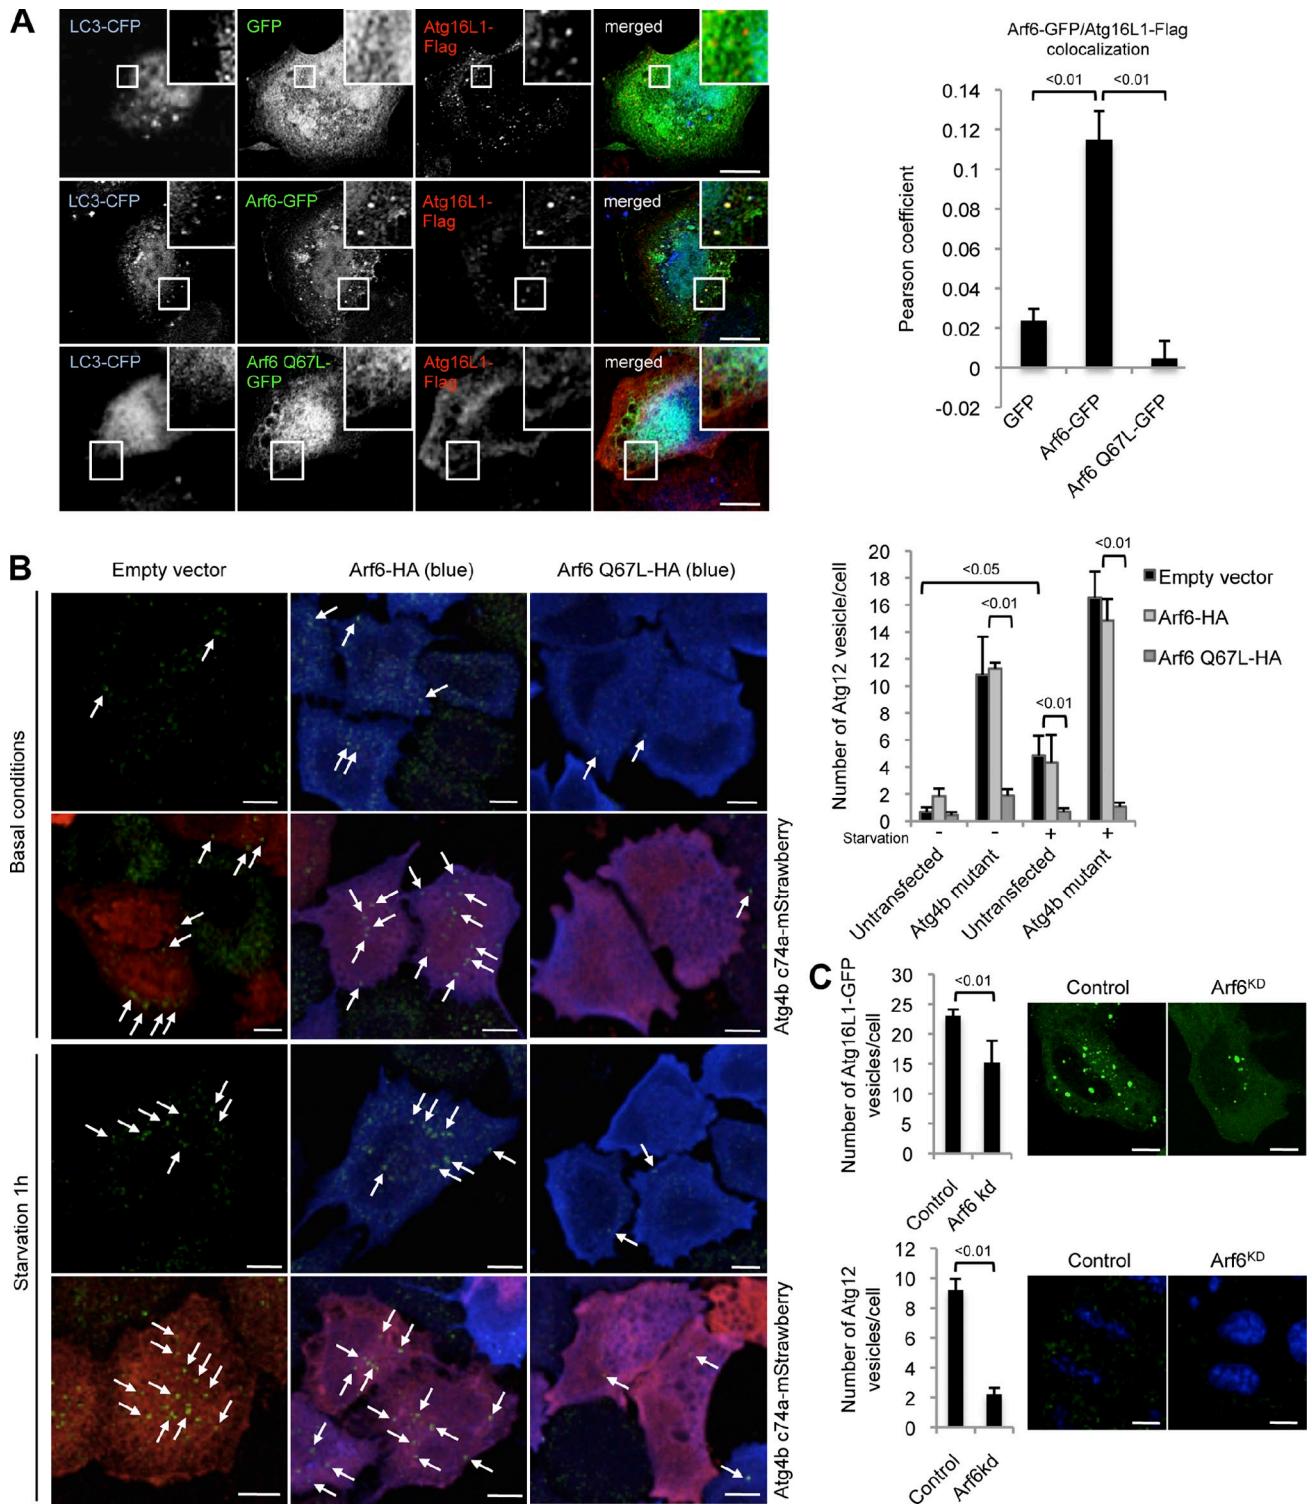 A
LC3-CFP
GFP
Atg16L1-
Flag
merged
LC3-CFP
Arf6-GFP
Atg16L1-
Flag
merged
LC3-CFP
Arf6 Q67L-
GFP
Atg16L1-
Flag
merged
Arf6-GFP/Atg16L1-Flag
colocalization
<0.01
<0.01
Pearson coefficient
0.14
0.12
0.1
0.08
0.06
0.04
0.02
0
-0.02
GFP
Arf6-GFP
Arf6 Q67L-GFP
B
Empty vector
Arf6-HA (blue)
Arf6 Q67L-HA (blue)
Basal conditions
Atg4b c74a-mStrawberry
Starvation 1h
Atg4b c74a-mStrawberry
Number of Atg12 vesicle/cell
20
18
16
14
12
10
8
6
4
2
0
<0.05
<0.01
<0.01
<0.01
Empty vector
Arf6-HA
Arf6 Q67L-HA
Starvation
-
-
+
+
Untransfected
Atg4b mutant
Untransfected
Atg4b mutant
C
Number of Atg16L1-GFP
vesicles/cell
30
25
20
15
10
5
0
<0.01
Control
Arf6 kd
Control
Arf6KD
Number of Atg12
vesicles/cell
12
10
8
6
4
2
0
<0.01
Control
Arf6kd
Control
Arf6KD